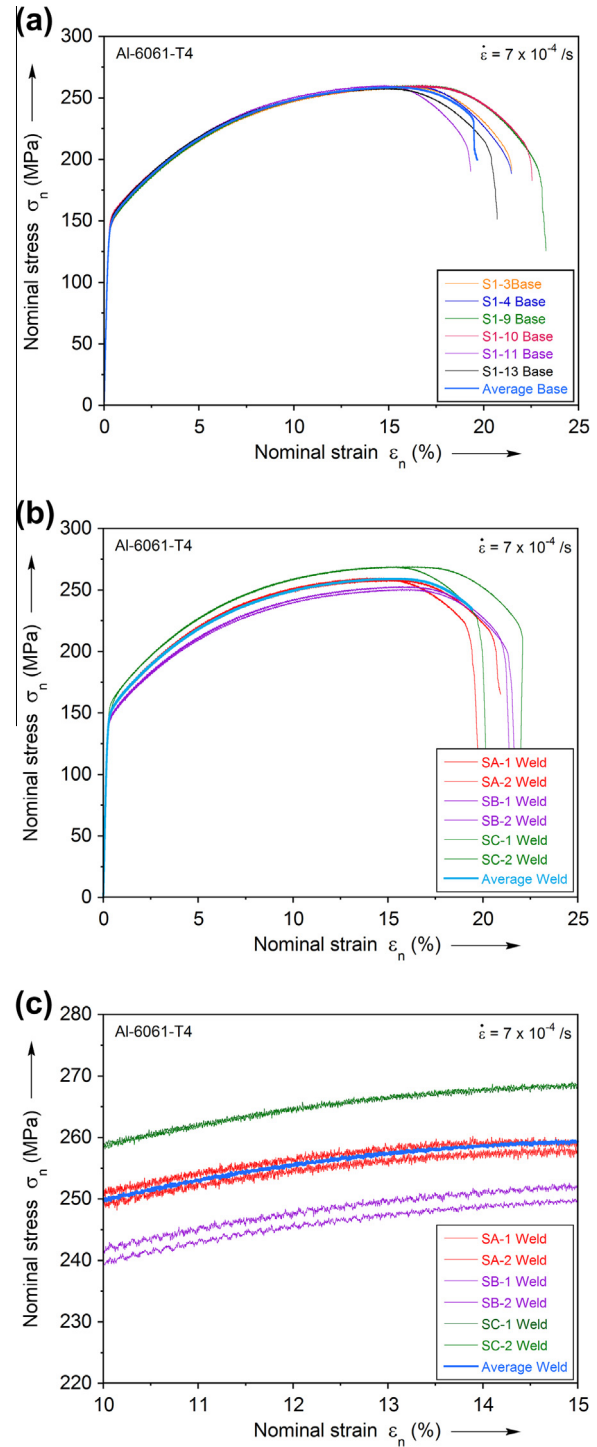 (a)
Al-6061-T4
ε̇ = 7 x 10⁻⁴ /s
300
250
200
150
100
50
0
Nominal stress σₙ (MPa)
S1-3Base
S1-4 Base
S1-9 Base
S1-10 Base
S1-11 Base
S1-13 Base
Average Base
0 5 10 15 20 25
Nominal strain εₙ (%)
(b)
Al-6061-T4
ε̇ = 7 x 10⁻⁴ /s
300
250
200
150
100
50
0
Nominal stress σₙ (MPa)
SA-1 Weld
SA-2 Weld
SB-1 Weld
SB-2 Weld
SC-1 Weld
SC-2 Weld
Average Weld
0 5 10 15 20 25
Nominal strain εₙ (%)
(c)
Al-6061-T4
ε̇ = 7 x 10⁻⁴ /s
280
270
260
250
240
230
220
Nominal stress σₙ (MPa)
SA-1 Weld
SA-2 Weld
SB-1 Weld
SB-2 Weld
SC-1 Weld
SC-2 Weld
Average Weld
10 11 12 13 14 15
Nominal strain εₙ (%)